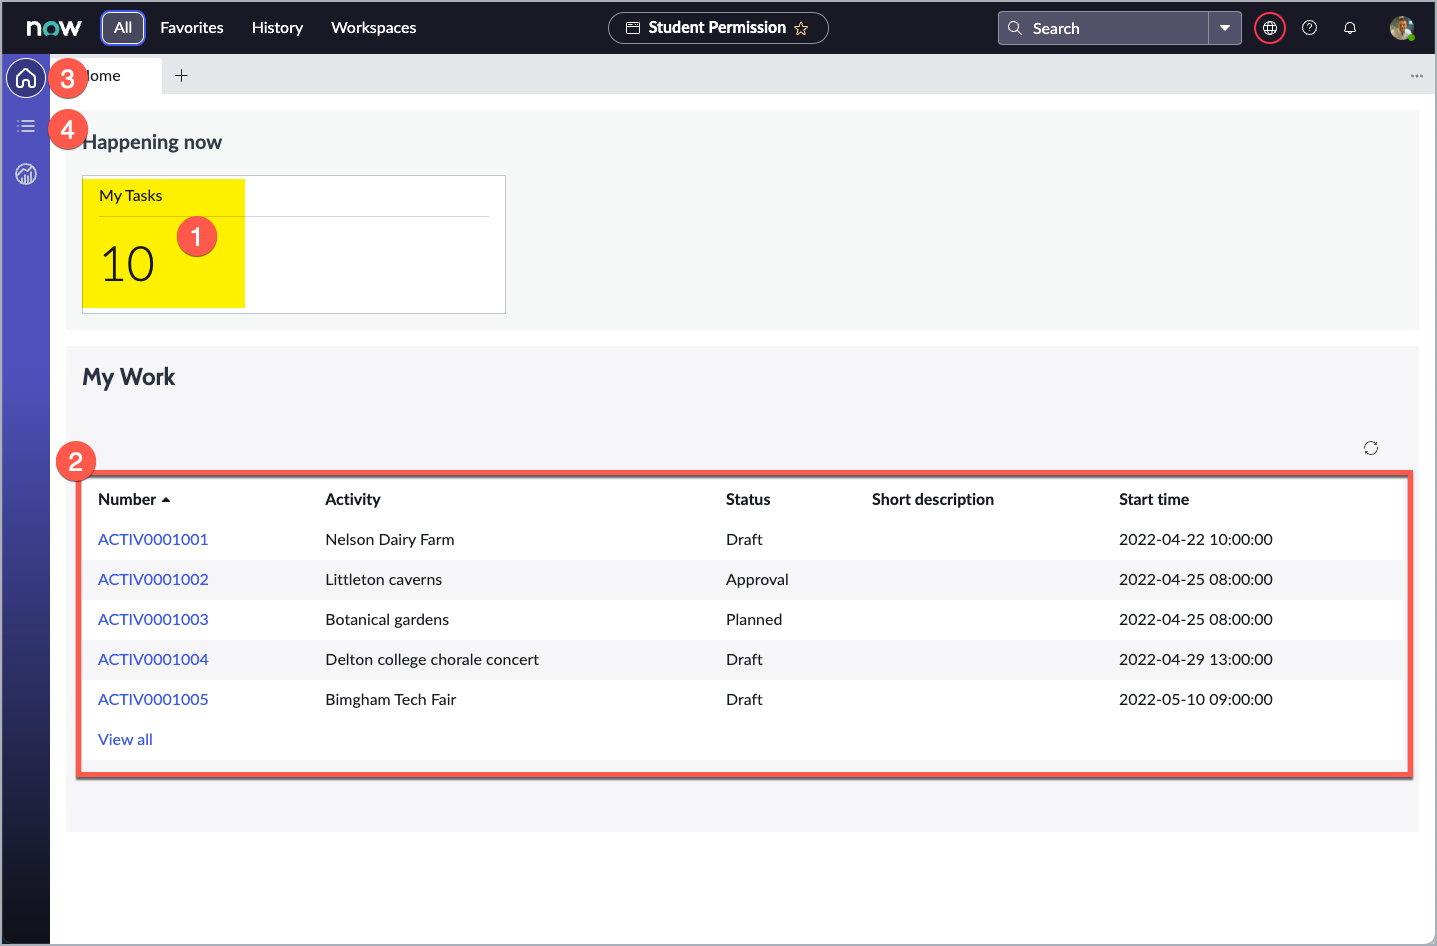 now All Favorites History Workspaces Student Permission Search
3 Home
4 Happening now
My Tasks
1
10
My Work
2
Number Activity Status Short description Start time
ACTIV0001001 Nelson Dairy Farm Draft 2022-04-22 10:00:00
ACTIV0001002 Littleton caverns Approval 2022-04-25 08:00:00
ACTIV0001003 Botanical gardens Planned 2022-04-25 08:00:00
ACTIV0001004 Delton college chorale concert Draft 2022-04-29 13:00:00
ACTIV0001005 Bimgham Tech Fair Draft 2022-05-10 09:00:00
View all